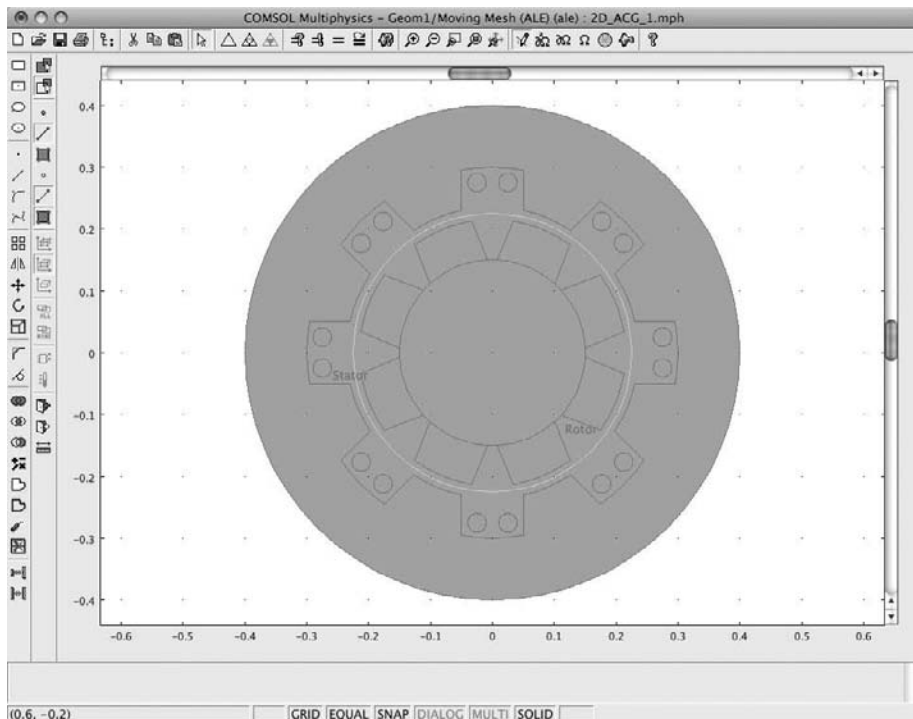 COMSOL Multiphysics – Geom1/Moving Mesh (ALE) (ale) : 2D_ACG_1.mph
0.4
0.3
0.2
0.1
0
-0.1
-0.2
-0.3
-0.4
Stator
Rotor
-0.6 -0.5 -0.4 -0.3 -0.2 -0.1 0 0.1 0.2 0.3 0.4 0.5 0.6
(0.6, -0.2) GRID EQUAL SNAP DIALOG MULTI SOLID